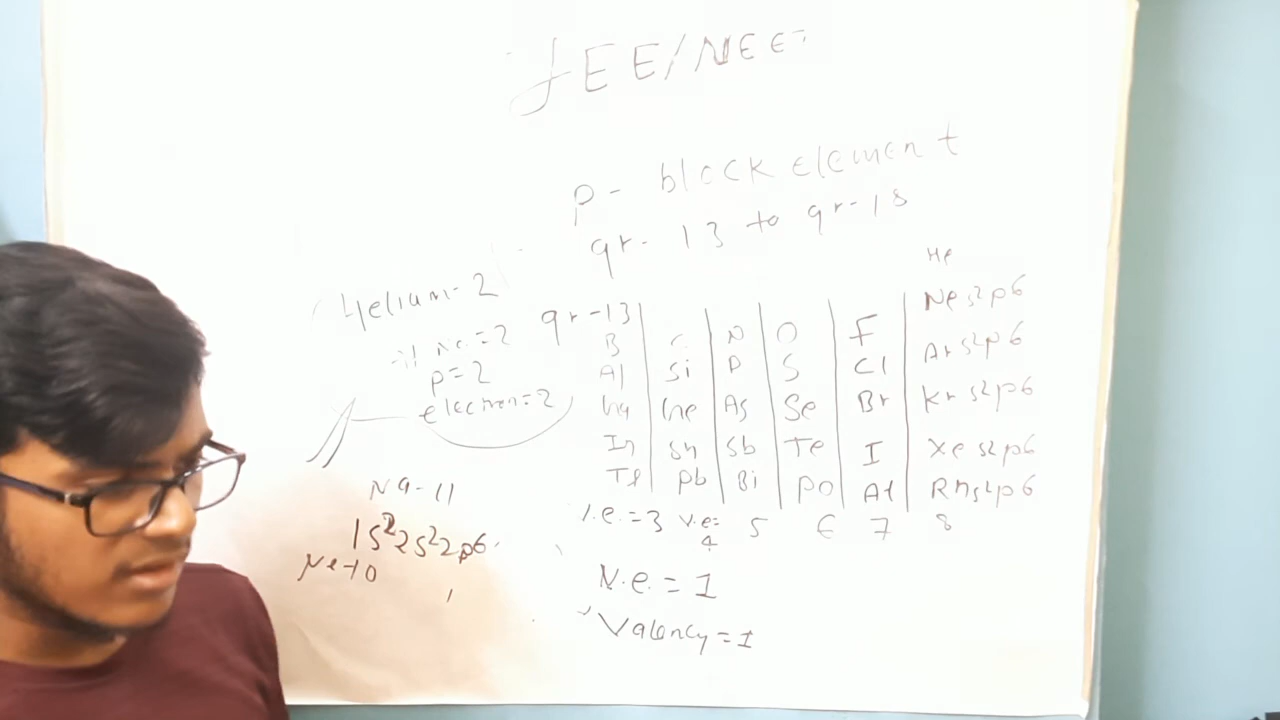 JEE/NEET
p- block element
gr- 13 to gr-18
He
Helium-2
n.=2
p=2
electron=2
Na-11
1s²2s²2p6
Ne-10
gr-13
B C N O F Ne s2p6
Al Si P S Cl Ar s2p6
Ga Ge As Se Br Kr s2p6
In Sn Sb Te I Xe s2p6
Tl Pb Bi Po At Rn s2p6
V.e.=3 V.e=4 5 6 7 8
V.e. = 1
Valency=1